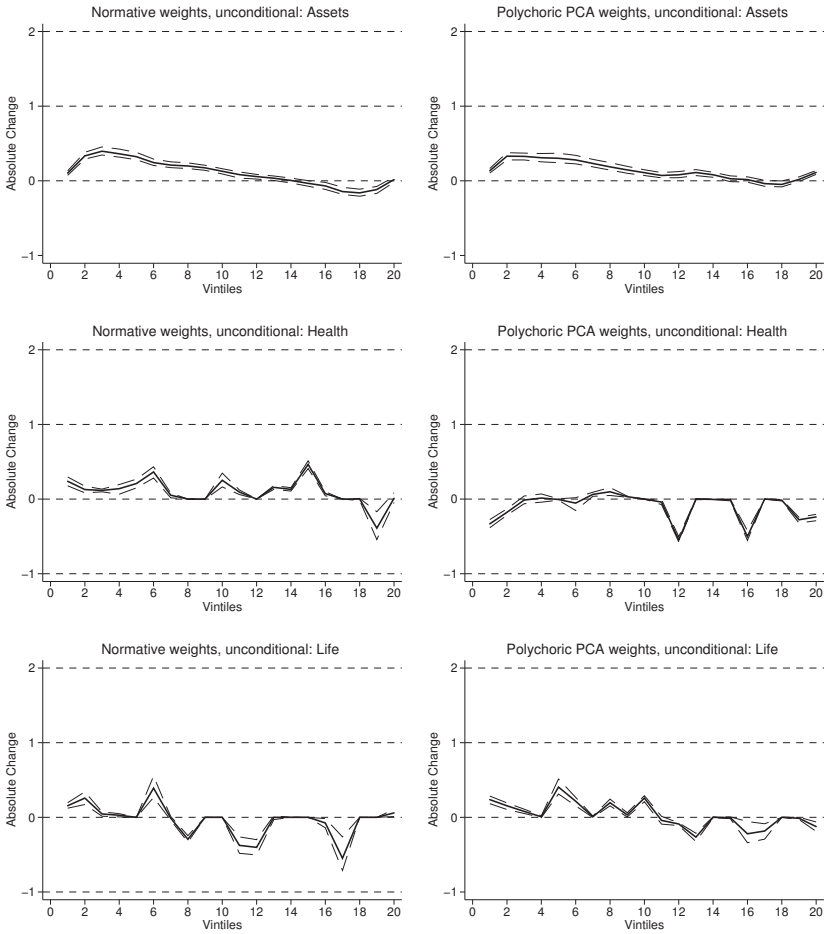 Normative weights, unconditional: Assets
2
1
0
−1
Absolute Change
0 2 4 6 8 10 12 14 16 18 20
Vintiles
Polychoric PCA weights, unconditional: Assets
2
1
0
−1
Absolute Change
0 2 4 6 8 10 12 14 16 18 20
Vintiles
Normative weights, unconditional: Health
2
1
0
−1
Absolute Change
0 2 4 6 8 10 12 14 16 18 20
Vintiles
Polychoric PCA weights, unconditional: Health
2
1
0
−1
Absolute Change
0 2 4 6 8 10 12 14 16 18 20
Vintiles
Normative weights, unconditional: Life
2
1
0
−1
Absolute Change
0 2 4 6 8 10 12 14 16 18 20
Vintiles
Polychoric PCA weights, unconditional: Life
2
1
0
−1
Absolute Change
0 2 4 6 8 10 12 14 16 18 20
Vintiles